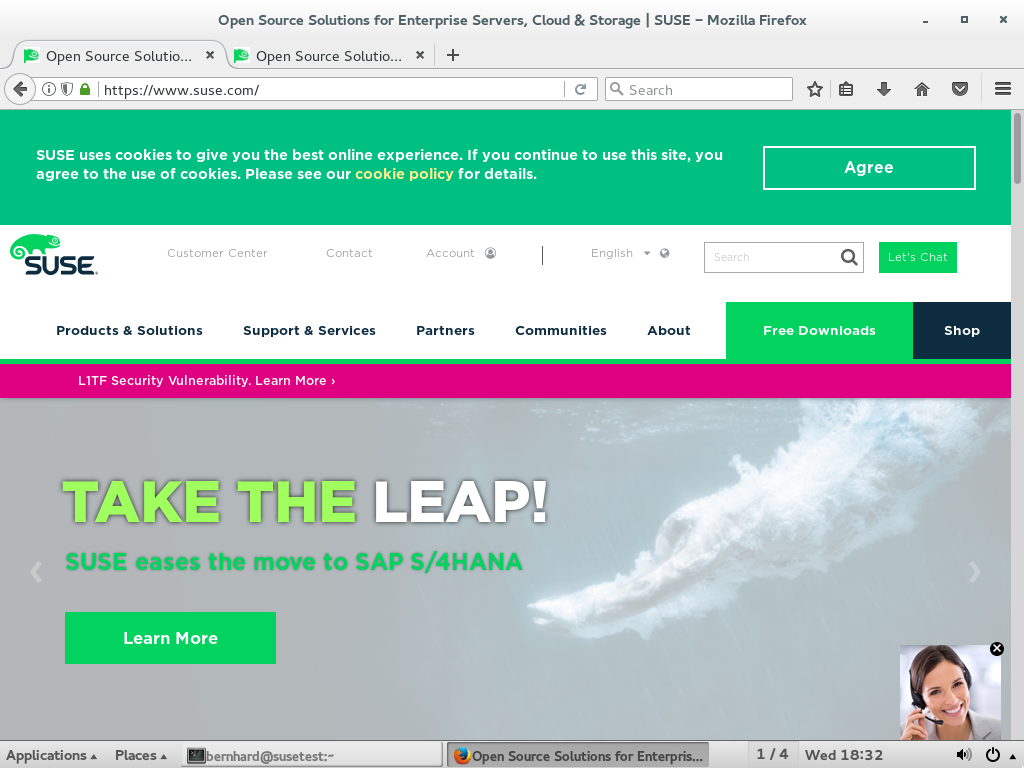 Open Source Solutions for Enterprise Servers, Cloud & Storage | SUSE – Mozilla Firefox
Open Source Solutio...
Open Source Solutio...
https://www.suse.com/
Search
SUSE uses cookies to give you the best online experience. If you continue to use this site, you
agree to the use of cookies. Please see our cookie policy for details.
Agree
SUSE
Customer Center
Contact
Account
English
Search
Let's Chat
Products & Solutions
Support & Services
Partners
Communities
About
Free Downloads
Shop
L1TF Security Vulnerability. Learn More ›
TAKE THE LEAP!
SUSE eases the move to SAP S/4HANA
Learn More
Applications
Places
bernhard@susetest:~
Open Source Solutions for Enterpris...
1 / 4
Wed 18:32